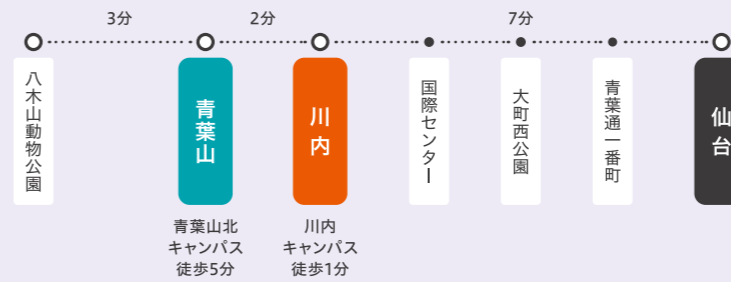 3分
2分
7分
八木山動物公園
青葉山
川内
国際センター
大町西公園
青葉通一番町
仙台
青葉山北
キャンパス
徒歩5分
川内
キャンパス
徒歩1分